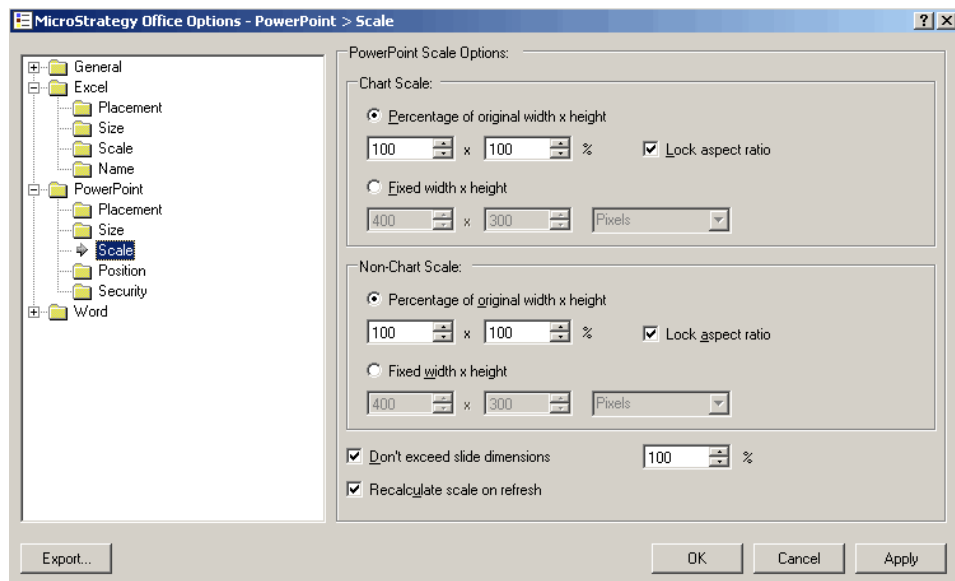 MicroStrategy Office Options - PowerPoint > Scale
General
Excel
Placement
Size
Scale
Name
PowerPoint
Placement
Size
Scale
Position
Security
Word
PowerPoint Scale Options:
Chart Scale:
Percentage of original width x height
100 x 100 % Lock aspect ratio
Fixed width x height
400 x 300 Pixels
Non-Chart Scale:
Percentage of original width x height
100 x 100 % Lock aspect ratio
Fixed width x height
400 x 300 Pixels
Don't exceed slide dimensions 100 %
Recalculate scale on refresh
Export... OK Cancel Apply